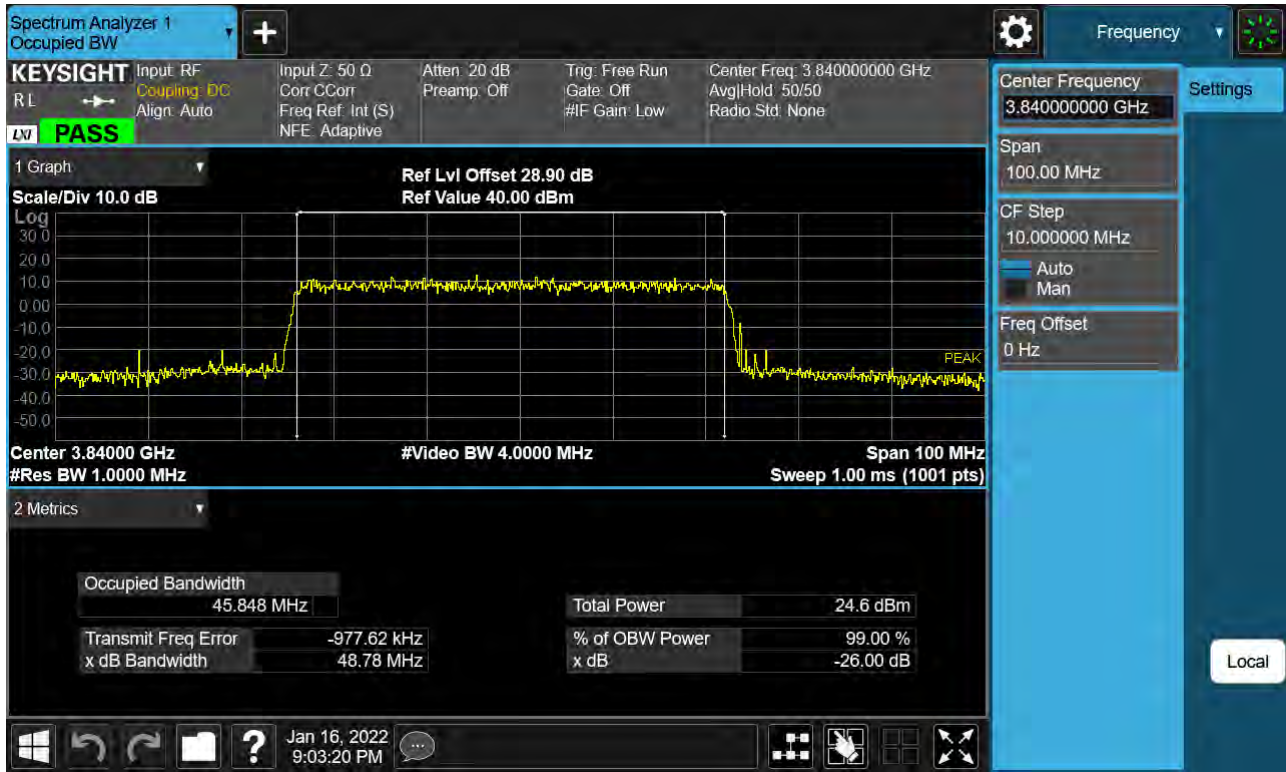 Spectrum Analyzer 1
Occupied BW
Frequency
KEYSIGHT
RL
LXI
PASS
Input: RF
Coupling: DC
Align: Auto
Input Z: 50 Ω
Corr CCorr
Freq Ref: Int (S)
NFE: Adaptive
Atten: 20 dB
Preamp: Off
Trig: Free Run
Gate: Off
#IF Gain: Low
Center Freq: 3.840000000 GHz
Avg|Hold: 50/50
Radio Std: None
Center Frequency
3.840000000 GHz
Settings
Span
100.00 MHz
CF Step
10.000000 MHz
Auto
Man
Freq Offset
0 Hz
Local
1 Graph
Scale/Div 10.0 dB
Ref Lvl Offset 28.90 dB
Ref Value 40.00 dBm
Log
30.0
20.0
10.0
0.00
-10.0
-20.0
-30.0
-40.0
-50.0
PEAK
Center 3.84000 GHz
#Video BW 4.0000 MHz
Span 100 MHz
#Res BW 1.0000 MHz
Sweep 1.00 ms (1001 pts)
2 Metrics
Occupied Bandwidth
45.848 MHz
Total Power 24.6 dBm
Transmit Freq Error -977.62 kHz
% of OBW Power 99.00 %
x dB Bandwidth 48.78 MHz
x dB -26.00 dB
?
Jan 16, 2022
9:03:20 PM